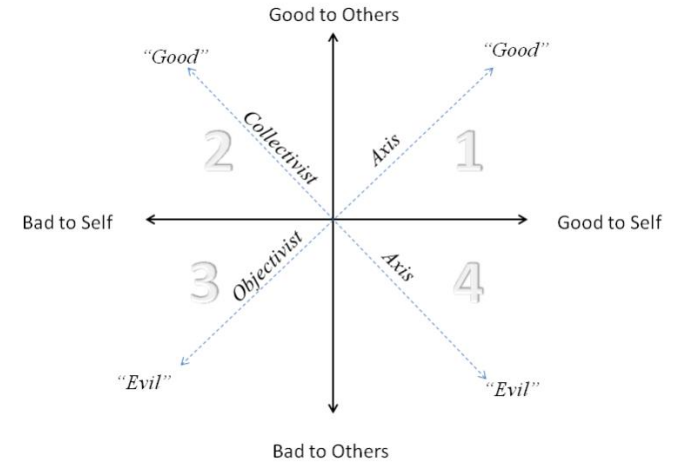 Good to Others
“Good”
“Good”
Collectivist
Axis
2
1
Bad to Self
Good to Self
Objectivist
Axis
3
4
“Evil”
“Evil”
Bad to Others